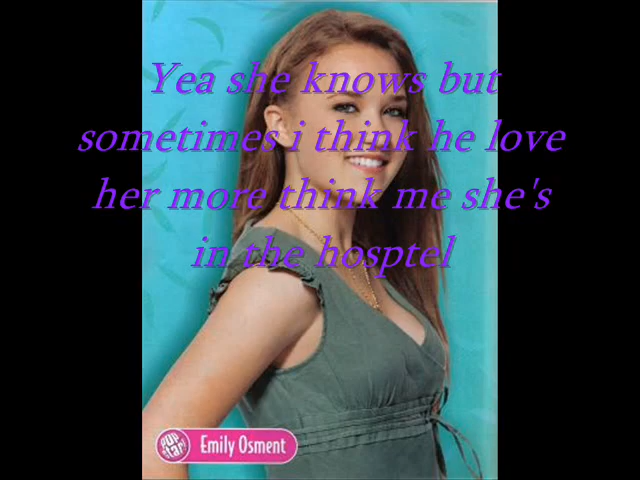 Yea she knows but
sometimes i think he love
her more think me she's
in the hosptel
POP
star!
Emily Osment